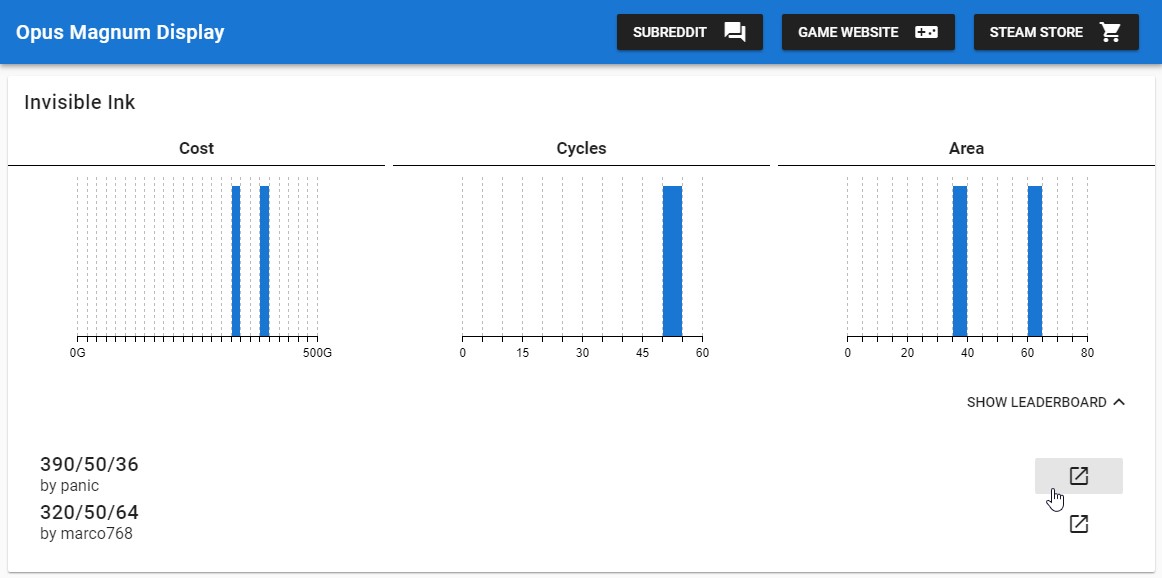 Opus Magnum Display
SUBREDDIT
GAME WEBSITE
STEAM STORE
Invisible Ink
Cost
Cycles
Area
0G 500G
0 15 30 45 60
0 20 40 60 80
SHOW LEADERBOARD
390/50/36
by panic
320/50/64
by marco768